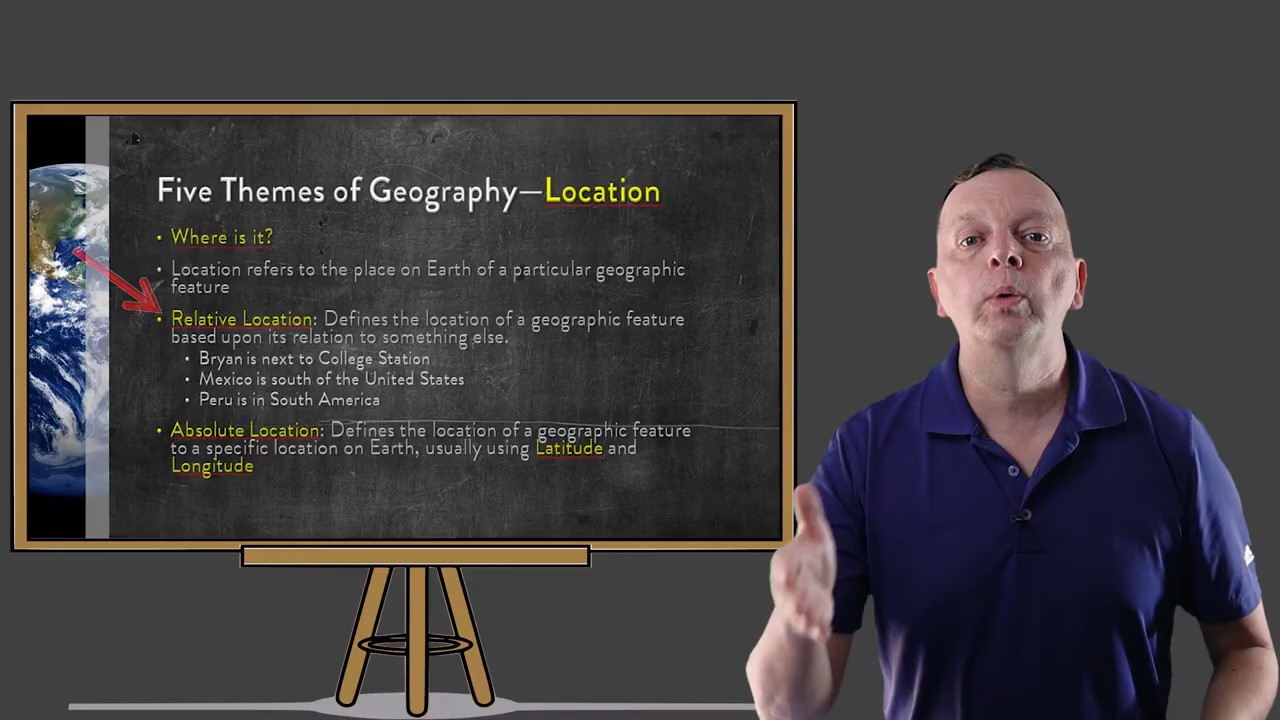 Five Themes of Geography—Location
• Where is it?
• Location refers to the place on Earth of a particular geographic
feature
• Relative Location: Defines the location of a geographic feature
based upon its relation to something else.
• Bryan is next to College Station
• Mexico is south of the United States
• Peru is in South America
• Absolute Location: Defines the location of a geographic feature
to a specific location on Earth, usually using Latitude and
Longitude